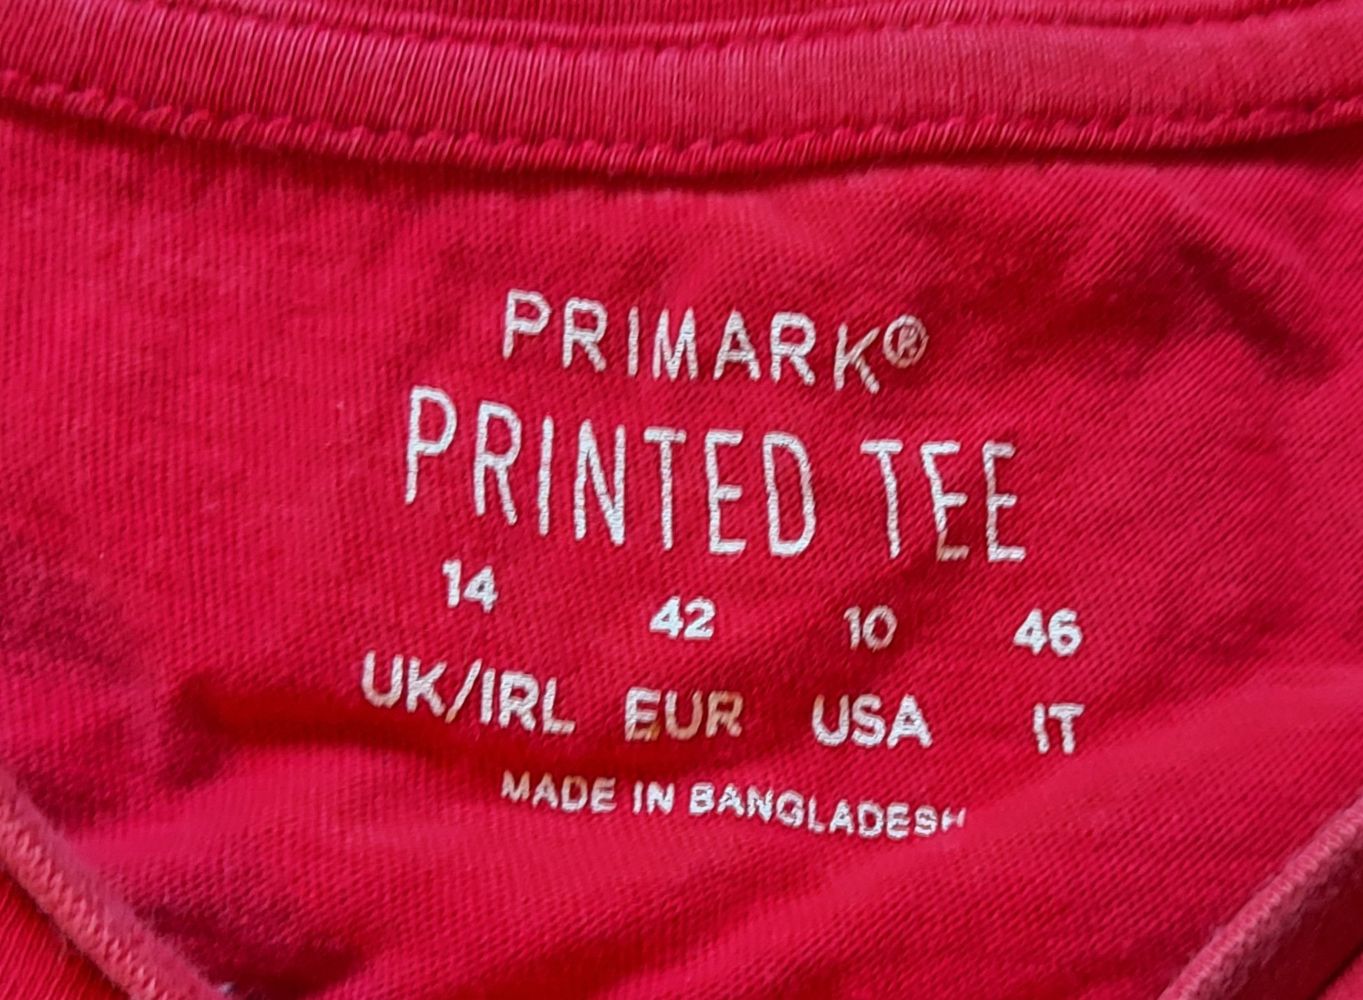 PRIMARK®
PRINTED TEE
14 42 10 46
UK/IRL EUR USA IT
MADE IN BANGLADESH